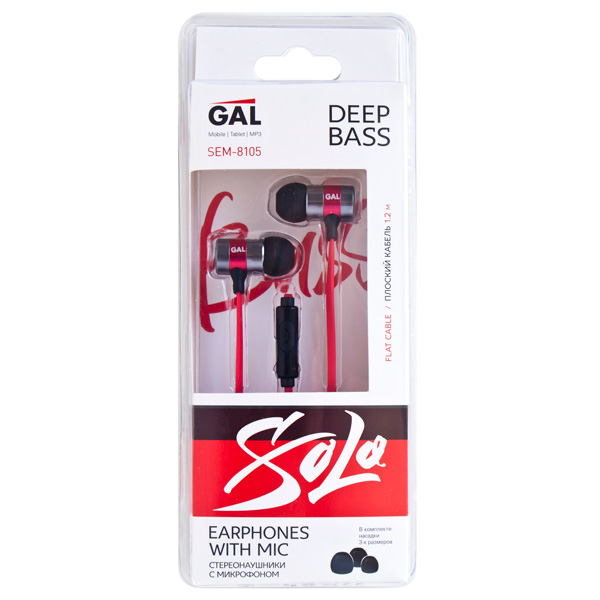 GAL
Mobile | Tablet | MP3
SEM-8105
DEEP
BASS
GAL
GAL
Bass
FLAT CABLE / ПЛОСКИЙ КАБЕЛЬ 1,2 м
Solo
EARPHONES
WITH MIC
СТЕРЕОНАУШНИКИ
С МИКРОФОНОМ
В комплекте
насадки
3-х размеров